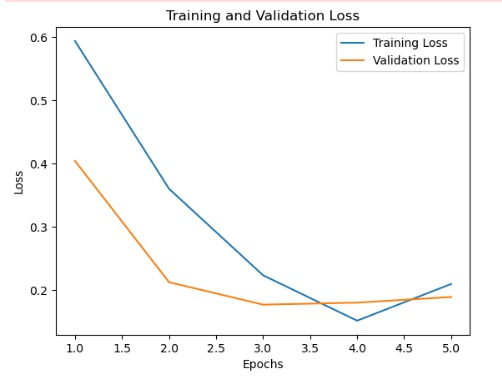 Training and Validation Loss
Training Loss
Validation Loss
0.6
0.5
0.4
0.3
0.2
Loss
1.0 1.5 2.0 2.5 3.0 3.5 4.0 4.5 5.0
Epochs